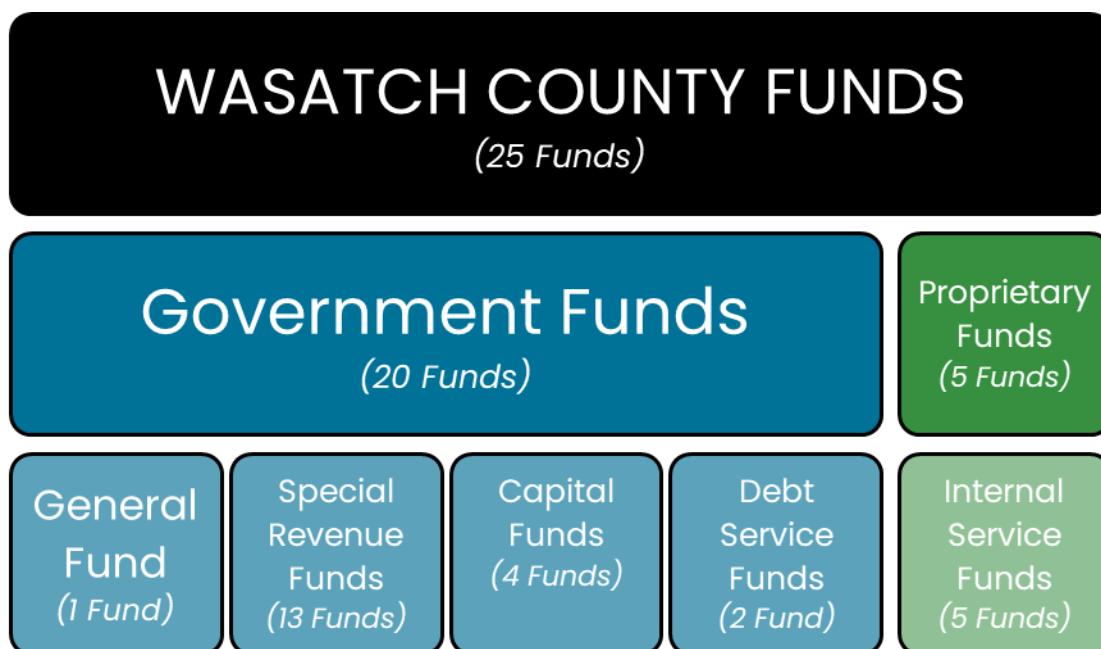 WASATCH COUNTY FUNDS
(25 Funds)
Government Funds
(20 Funds)
Proprietary
Funds
(5 Funds)
General
Fund
(1 Fund)
Special
Revenue
Funds
(13 Funds)
Capital
Funds
(4 Funds)
Debt
Service
Funds
(2 Fund)
Internal
Service
Funds
(5 Funds)